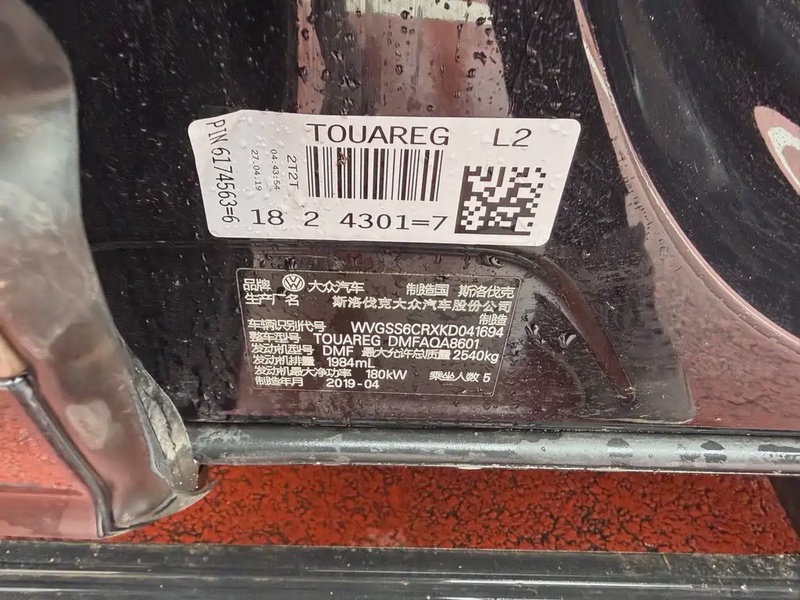 TOUAREG L2
PIN 6174563=6
27.04.19
04:43:54
2T2T
18 2 4301=7
品牌 大众汽车 制造国 斯洛伐克
生产厂名 斯洛伐克大众汽车股份公司
制造
车辆识别代号 WVGSS6CRXKD041694
整车型号 TOUAREG DMFAQA8601
发动机型号 DMF 最大允许总质量 2540kg
发动机排量 1984mL
发动机最大净功率 180kW 乘坐人数 5
制造年月 2019-04